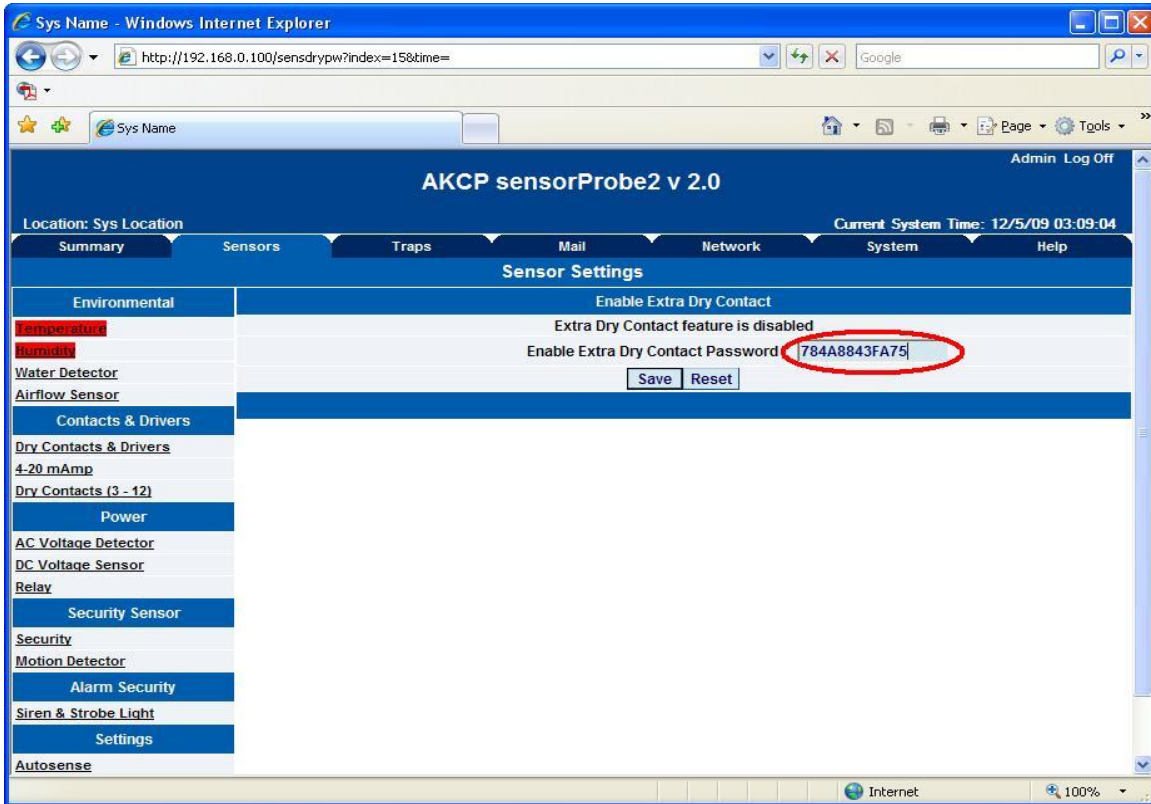 Sys Name - Windows Internet Explorer
http://192.168.0.100/sensdrypw?index=15&time=
Google
Sys Name
Page
Tools
Admin Log Off
AKCP sensorProbe2 v 2.0
Location: Sys Location
Current System Time: 12/5/09 03:09:04
Summary Sensors Traps Mail Network System Help
Sensor Settings
Environmental
Temperature
Humidity
Water Detector
Airflow Sensor
Contacts & Drivers
Dry Contacts & Drivers
4-20 mAmp
Dry Contacts (3 - 12)
Power
AC Voltage Detector
DC Voltage Sensor
Relay
Security Sensor
Security
Motion Detector
Alarm Security
Siren & Strobe Light
Settings
Autosense
Enable Extra Dry Contact
Extra Dry Contact feature is disabled
Enable Extra Dry Contact Password 784A8843FA75
Save Reset
Internet
100%